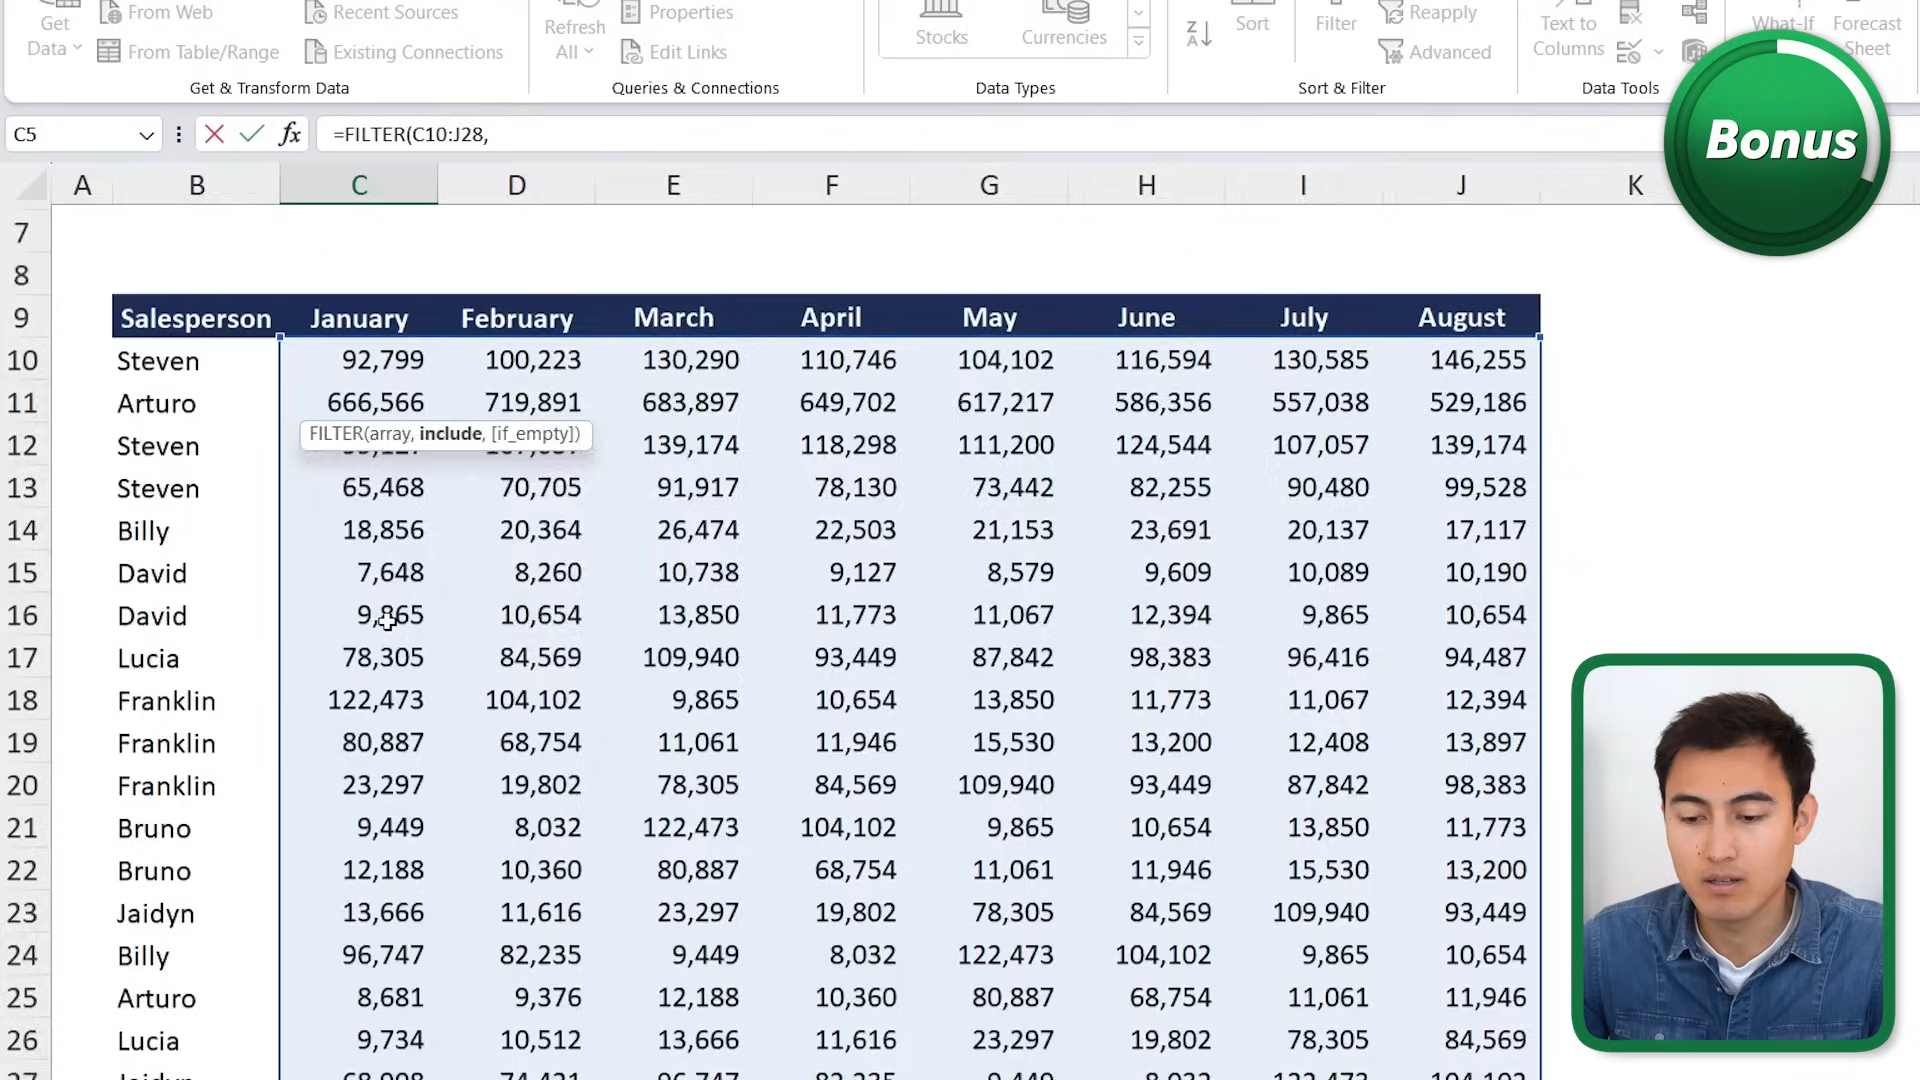 Get
Data
From Web
From Table/Range
Recent Sources
Existing Connections
Get & Transform Data
Refresh
All
Properties
Edit Links
Queries & Connections
Stocks
Currencies
Data Types
Sort
Filter
Reapply
Advanced
Sort & Filter
Text to
Columns
Data Tools
What-If
Forecast
Sheet
Bonus
C5
fx
=FILTER(C10:J28,
A B C D E F G H I J K
7
8
9 Salesperson January February March April May June July August
10 Steven 92,799 100,223 130,290 110,746 104,102 116,594 130,585 146,255
11 Arturo 666,566 719,891 683,897 649,702 617,217 586,356 557,038 529,186
FILTER(array, include, [if_empty])
12 Steven 139,174 118,298 111,200 124,544 107,057 139,174
13 Steven 65,468 70,705 91,917 78,130 73,442 82,255 90,480 99,528
14 Billy 18,856 20,364 26,474 22,503 21,153 23,691 20,137 17,117
15 David 7,648 8,260 10,738 9,127 8,579 9,609 10,089 10,190
16 David 9,865 10,654 13,850 11,773 11,067 12,394 9,865 10,654
17 Lucia 78,305 84,569 109,940 93,449 87,842 98,383 96,416 94,487
18 Franklin 122,473 104,102 9,865 10,654 13,850 11,773 11,067 12,394
19 Franklin 80,887 68,754 11,061 11,946 15,530 13,200 12,408 13,897
20 Franklin 23,297 19,802 78,305 84,569 109,940 93,449 87,842 98,383
21 Bruno 9,449 8,032 122,473 104,102 9,865 10,654 13,850 11,773
22 Bruno 12,188 10,360 80,887 68,754 11,061 11,946 15,530 13,200
23 Jaidyn 13,666 11,616 23,297 19,802 78,305 84,569 109,940 93,449
24 Billy 96,747 82,235 9,449 8,032 122,473 104,102 9,865 10,654
25 Arturo 8,681 9,376 12,188 10,360 80,887 68,754 11,061 11,946
26 Lucia 9,734 10,512 13,666 11,616 23,297 19,802 78,305 84,569